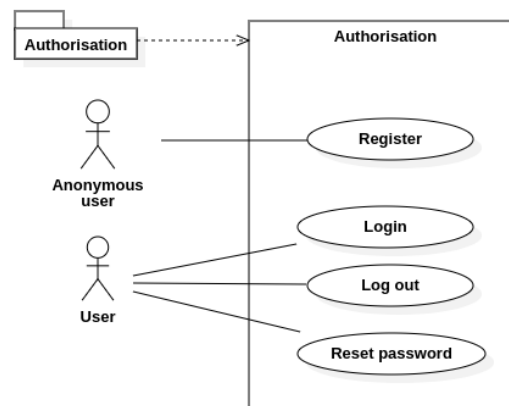 Authorisation
Authorisation
Register
Anonymous
user
Login
Log out
User
Reset password